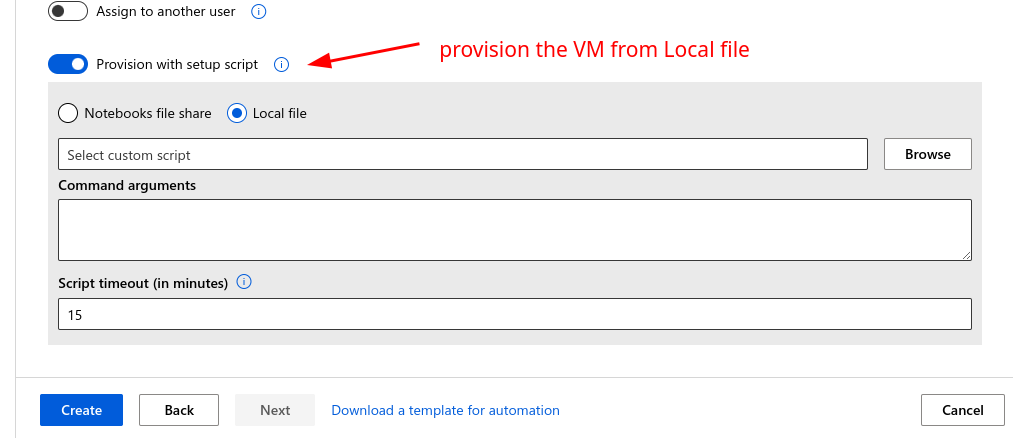 Assign to another user
provision the VM from Local file
Provision with setup script
Notebooks file share
Local file
Select custom script
Browse
Command arguments
Script timeout (in minutes)
15
Create
Back
Next
Download a template for automation
Cancel